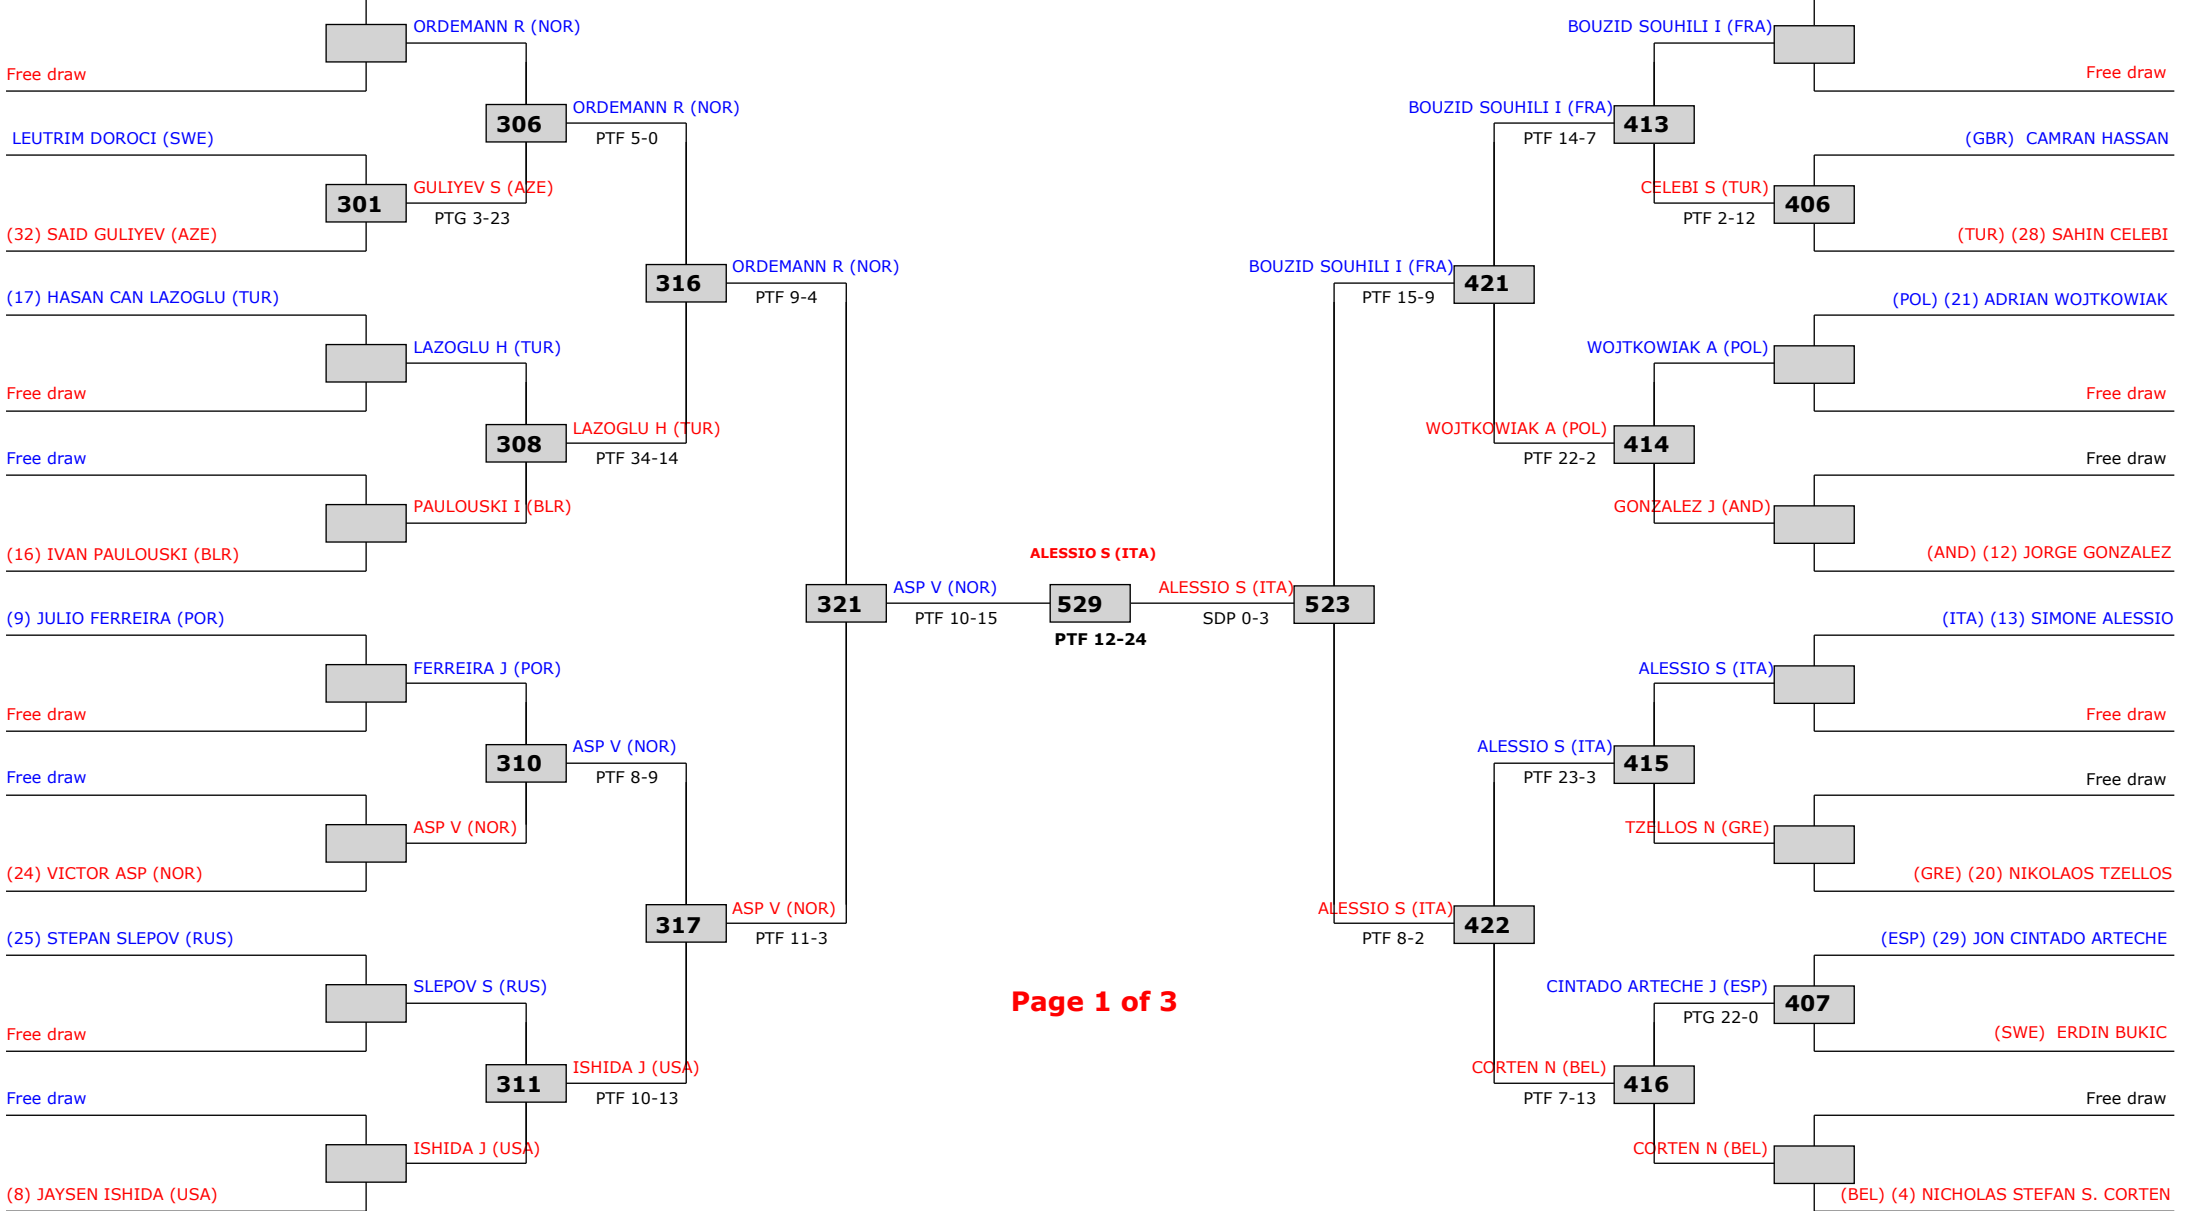 ORDEMANN R (NOR)
BOUZID SOUHILI I (FRA)
Free draw
Free draw
306
ORDEMANN R (NOR)
PTF 5-0
BOUZID SOUHILI I (FRA)
PTF 14-7
413
LEUTRIM DOROCI (SWE)
(GBR)  CAMRAN HASSAN
301
GULIYEV S (AZE)
PTG 3-23
CELEBI S (TUR)
PTF 2-12
406
(32) SAID GULIYEV (AZE)
(TUR) (28) SAHIN CELEBI
316
ORDEMANN R (NOR)
PTF 9-4
BOUZID SOUHILI I (FRA)
PTF 15-9
421
(17) HASAN CAN LAZOGLU (TUR)
(POL) (21) ADRIAN WOJTKOWIAK
LAZOGLU H (TUR)
WOJTKOWIAK A (POL)
Free draw
Free draw
308
LAZOGLU H (TUR)
PTF 34-14
WOJTKOWIAK A (POL)
PTF 22-2
414
Free draw
Free draw
PAULOUSKI I (BLR)
GONZALEZ J (AND)
(16) IVAN PAULOUSKI (BLR)
(AND) (12) JORGE GONZALEZ
ALESSIO S (ITA)
321
ASP V (NOR)
PTF 10-15
529
PTF 12-24
ALESSIO S (ITA)
SDP 0-3
523
(9) JULIO FERREIRA (POR)
(ITA) (13) SIMONE ALESSIO
FERREIRA J (POR)
ALESSIO S (ITA)
Free draw
Free draw
310
ASP V (NOR)
PTF 8-9
ALESSIO S (ITA)
PTF 23-3
415
Free draw
Free draw
ASP V (NOR)
TZELLOS N (GRE)
(24) VICTOR ASP (NOR)
(GRE) (20) NIKOLAOS TZELLOS
317
ASP V (NOR)
PTF 11-3
ALESSIO S (ITA)
PTF 8-2
422
(25) STEPAN SLEPOV (RUS)
(ESP) (29) JON CINTADO ARTECHE
SLEPOV S (RUS)
Page 1 of 3
CINTADO ARTECHE J (ESP)
PTG 22-0
407
Free draw
(SWE)  ERDIN BUKIC
311
ISHIDA J (USA)
PTF 10-13
CORTEN N (BEL)
PTF 7-13
416
Free draw
Free draw
ISHIDA J (USA)
CORTEN N (BEL)
(8) JAYSEN ISHIDA (USA)
(BEL) (4) NICHOLAS STEFAN S. CORTEN